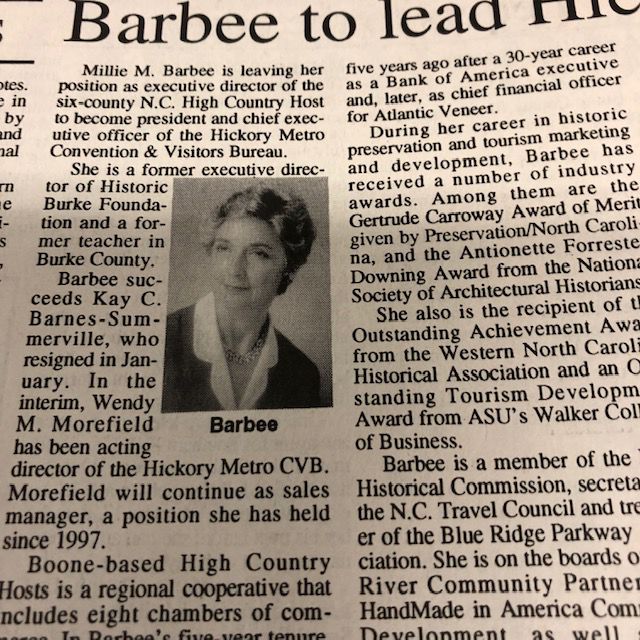 Barbee to lead
otes.
e in
by
and
nal
rn
ne
i-
s
Millie M. Barbee is leaving her
position as executive director of the
six-county N.C. High Country Host
to become president and chief exec-
utive officer of the Hickory Metro
Convention & Visitors Bureau.
She is a former executive direc-
tor of Historic
Burke Founda-
tion and a for-
mer teacher in
Burke County.
Barbee suc-
ceeds Kay C.
Barnes-Sum-
merville, who
resigned in Jan-
uary. In the
interim, Wendy
M. Morefield
has been acting
director of the Hickory Metro CVB.
Morefield will continue as sales
manager, a position she has held
since 1997.
Boone-based High Country
Hosts is a regional cooperative that
includes eight chambers of com-
In Barbee's five-year tenure
Barbee
five years ago after a 30-year career
as a Bank of America executive
and, later, as chief financial officer
for Atlantic Veneer.
During her career in historic
preservation and tourism marketing
and development, Barbee has
received a number of industry
awards. Among them are the
Gertrude Carroway Award of Merit
given by Preservation/North Caroli-
na, and the Antionette Forreste
Downing Award from the Nationa
Society of Architectural Historians
She also is the recipient of t
Outstanding Achievement Awa
from the Western North Caroli
Historical Association and an O
standing Tourism Developm
Award from ASU's Walker Coll
of Business.
Barbee is a member of the
Historical Commission, secreta
the N.C. Travel Council and tre
er of the Blue Ridge Parkway
ciation. She is on the boards o
River Community Partner
HandMade in America Com
Development, as well